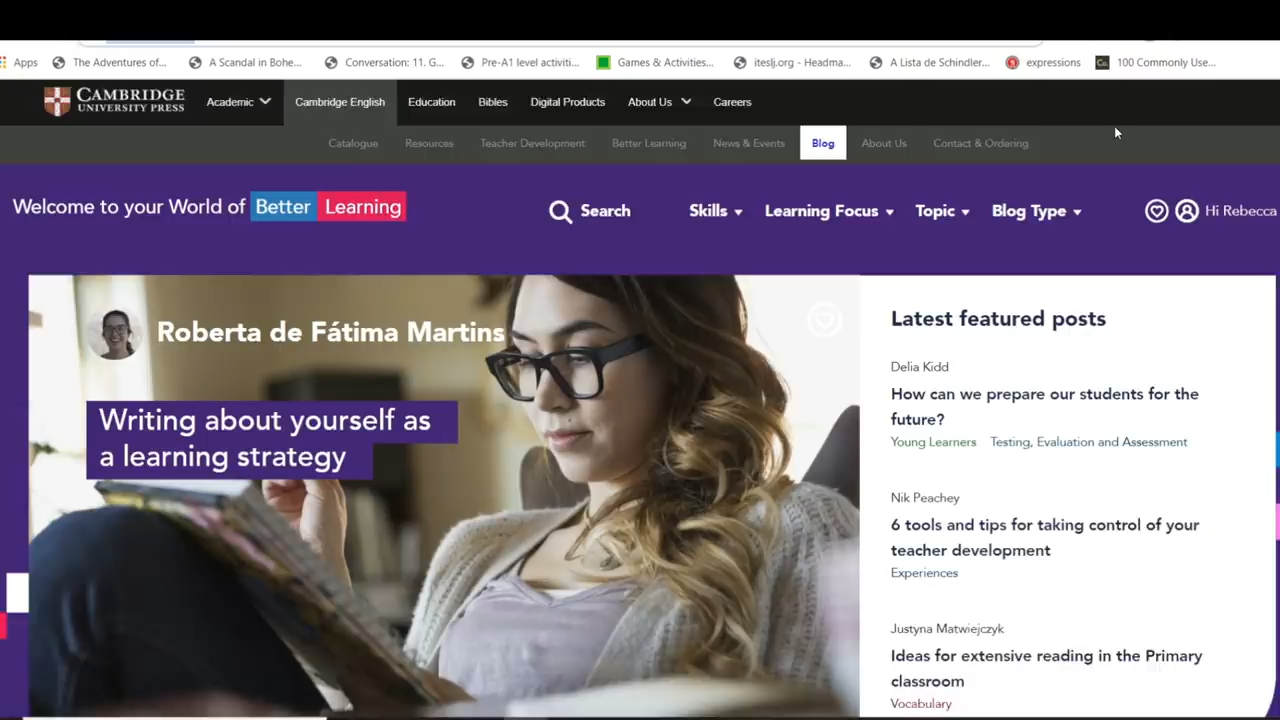 Apps The Adventures of... A Scandal in Bohe... Conversation: 11. G... Pre-A1 level activiti... Games & Activities... iteslj.org - Headma... A Lista de Schindler... expressions 100 Commonly Use...
CAMBRIDGE
UNIVERSITY PRESS
Academic Cambridge English Education Bibles Digital Products About Us Careers
Catalogue Resources Teacher Development Better Learning News & Events Blog About Us Contact & Ordering
Welcome to your World of Better Learning
Search Skills Learning Focus Topic Blog Type Hi Rebecca
Roberta de Fátima Martins
Writing about yourself as
a learning strategy
Latest featured posts
Delia Kidd
How can we prepare our students for the
future?
Young Learners Testing, Evaluation and Assessment
Nik Peachey
6 tools and tips for taking control of your
teacher development
Experiences
Justyna Matwiejczyk
Ideas for extensive reading in the Primary
classroom
Vocabulary